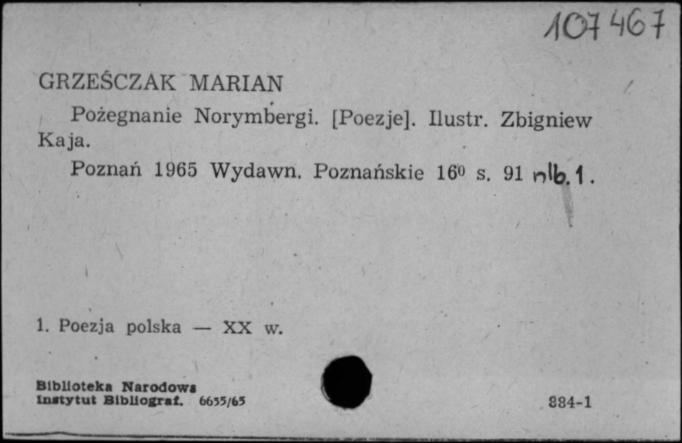 107467
GRZEŚCZAK MARIAN
Pożegnanie Norymbergi. [Poezje]. Ilustr. Zbigniew
Kaja.
Poznań 1965 Wydawn. Poznańskie 16⁰ s. 91 nlb. 1.
1. Poezja polska — XX w.
Biblioteka Narodowa
Instytut Bibliograf. 6655/65
884-1